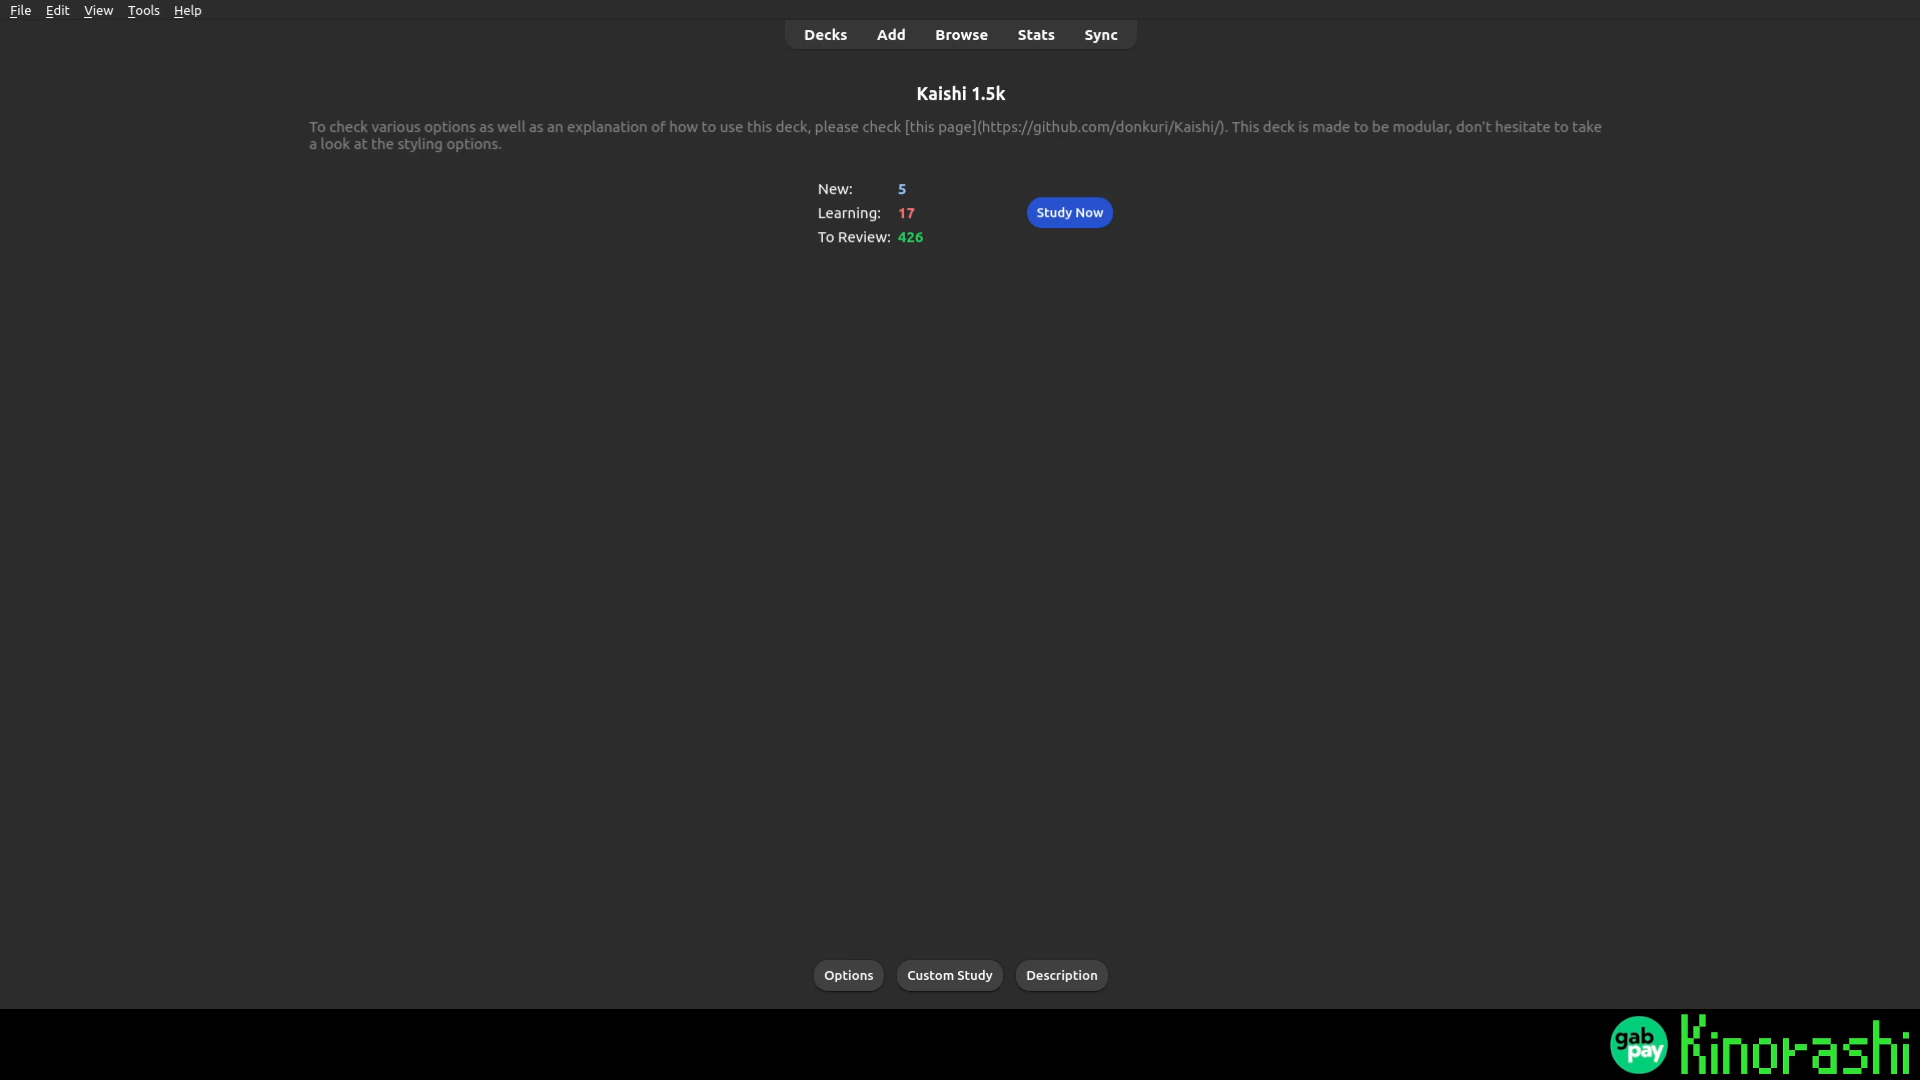 File Edit View Tools Help
Decks Add Browse Stats Sync
Kaishi 1.5k
To check various options as well as an explanation of how to use this deck, please check [this page](https://github.com/donkuri/Kaishi/). This deck is made to be modular, don't hesitate to take
a look at the styling options.
New: 5
Learning: 17
Study Now
To Review: 426
Options Custom Study Description
gab
pay
Kinorashi